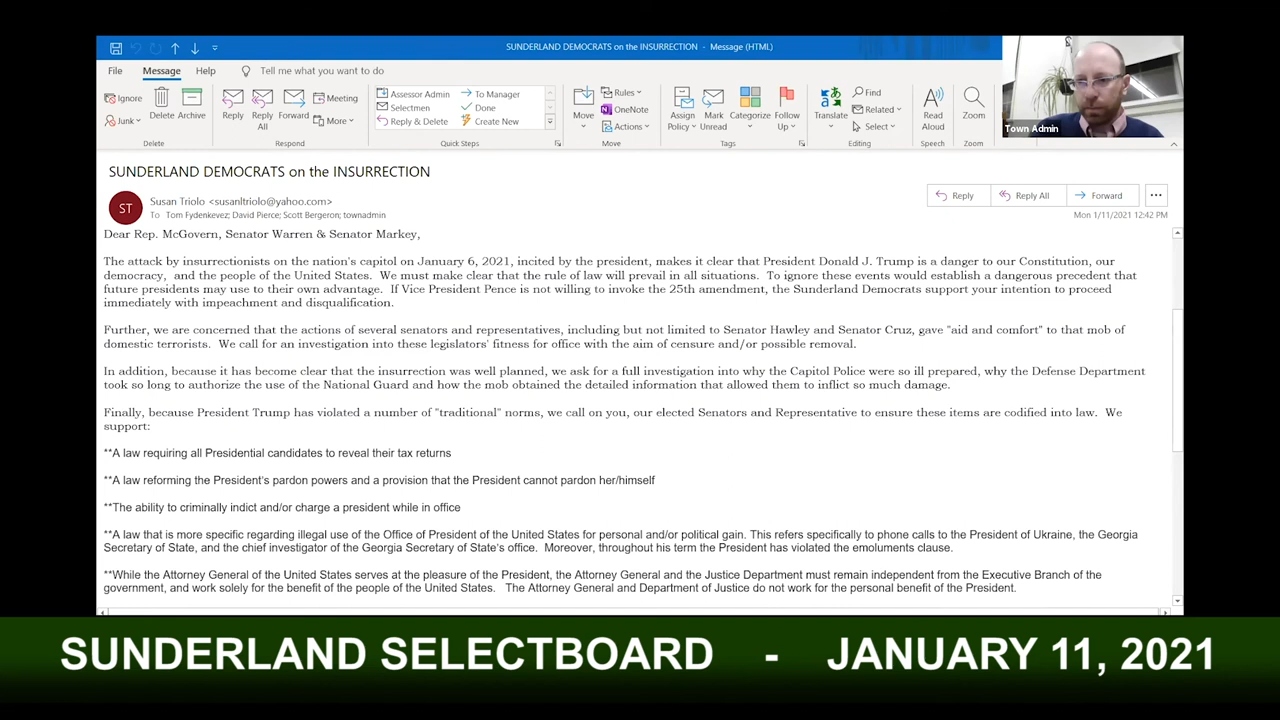 SUNDERLAND DEMOCRATS on the INSURRECTION - Message (HTML)
File Message Help Tell me what you want to do
Ignore
Junk
Delete Archive
Delete
Reply Reply All Forward
Meeting
More
Respond
Assessor Admin To Manager
Selectmen Done
Reply & Delete Create New
Quick Steps
Move
Rules
OneNote
Actions
Move
Assign Policy Mark Unread Categorize Follow Up
Tags
Translate
Find
Related
Select
Editing
Read Aloud
Speech
Zoom
Zoom
Town Admin
SUNDERLAND DEMOCRATS on the INSURRECTION
ST
Susan Triolo <susanltriolo@yahoo.com>
To Tom Fydenkevez; David Pierce; Scott Bergeron; townadmin
Reply Reply All Forward
Mon 1/11/2021 12:42 PM
Dear Rep. McGovern, Senator Warren & Senator Markey,
The attack by insurrectionists on the nation's capitol on January 6, 2021, incited by the president, makes it clear that President Donald J. Trump is a danger to our Constitution, our
democracy, and the people of the United States. We must make clear that the rule of law will prevail in all situations. To ignore these events would establish a dangerous precedent that
future presidents may use to their own advantage. If Vice President Pence is not willing to invoke the 25th amendment, the Sunderland Democrats support your intention to proceed
immediately with impeachment and disqualification.
Further, we are concerned that the actions of several senators and representatives, including but not limited to Senator Hawley and Senator Cruz, gave "aid and comfort" to that mob of
domestic terrorists. We call for an investigation into these legislators' fitness for office with the aim of censure and/or possible removal.
In addition, because it has become clear that the insurrection was well planned, we ask for a full investigation into why the Capitol Police were so ill prepared, why the Defense Department
took so long to authorize the use of the National Guard and how the mob obtained the detailed information that allowed them to inflict so much damage.
Finally, because President Trump has violated a number of "traditional" norms, we call on you, our elected Senators and Representative to ensure these items are codified into law. We
support:
**A law requiring all Presidential candidates to reveal their tax returns
**A law reforming the President's pardon powers and a provision that the President cannot pardon her/himself
**The ability to criminally indict and/or charge a president while in office
**A law that is more specific regarding illegal use of the Office of President of the United States for personal and/or political gain. This refers specifically to phone calls to the President of Ukraine, the Georgia
Secretary of State, and the chief investigator of the Georgia Secretary of State's office. Moreover, throughout his term the President has violated the emoluments clause.
**While the Attorney General of the United States serves at the pleasure of the President, the Attorney General and the Justice Department must remain independent from the Executive Branch of the
government, and work solely for the benefit of the people of the United States. The Attorney General and Department of Justice do not work for the personal benefit of the President.
SUNDERLAND SELECTBOARD - JANUARY 11, 2021